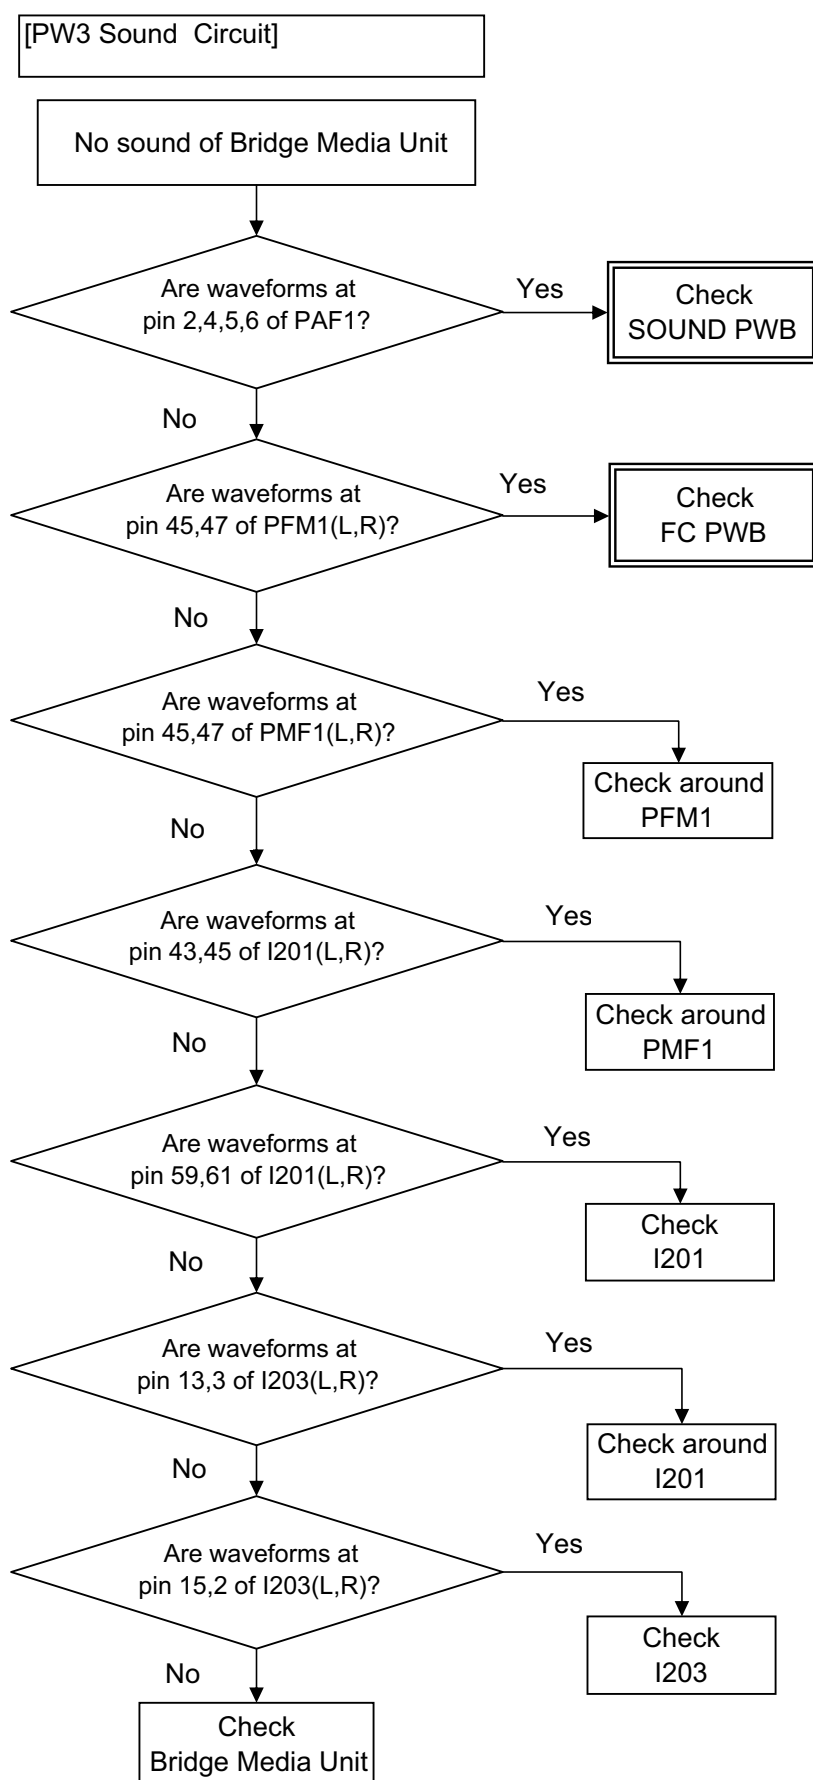 [PW3 Sound  Circuit]
No sound of Bridge Media Unit
Are waveforms at
pin 2,4,5,6 of PAF1?
Yes
Check
SOUND PWB
No
Are waveforms at
pin 45,47 of PFM1(L,R)?
Yes
Check
FC PWB
No
Are waveforms at
pin 45,47 of PMF1(L,R)?
Yes
Check around
PFM1
No
Are waveforms at
pin 43,45 of I201(L,R)?
Yes
Check around
PMF1
No
Are waveforms at
pin 59,61 of I201(L,R)?
Yes
Check
I201
No
Are waveforms at
pin 13,3 of I203(L,R)?
Yes
Check around
I201
No
Are waveforms at
pin 15,2 of I203(L,R)?
Yes
Check
I203
No
Check
Bridge Media Unit